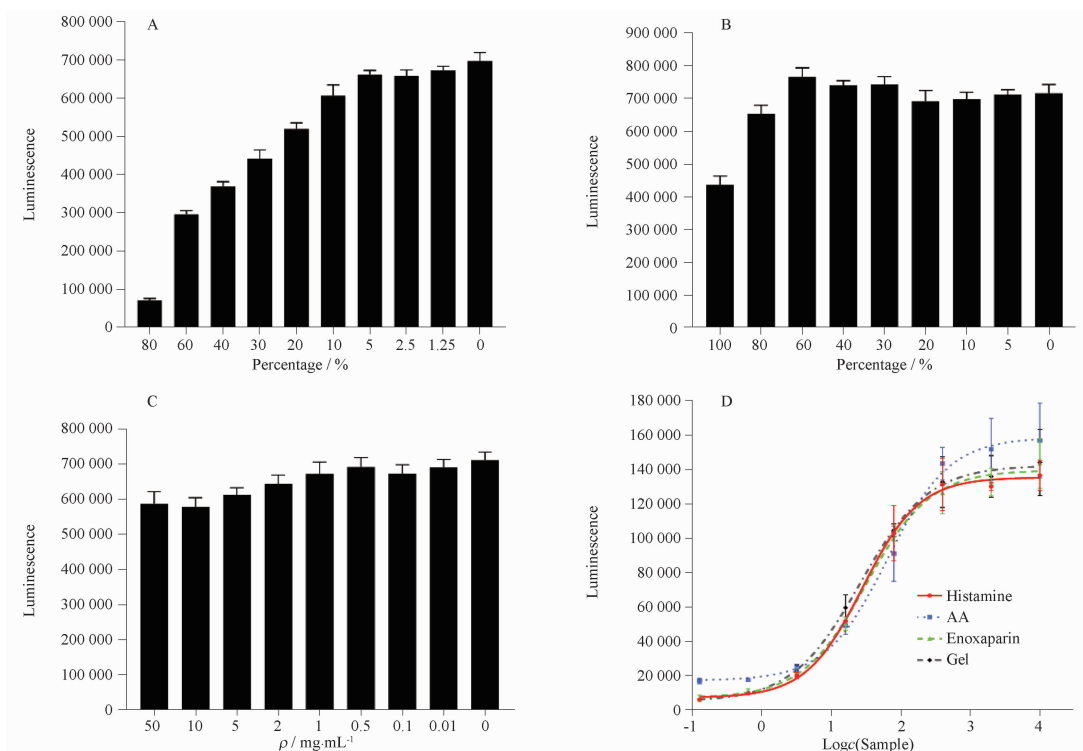 A
800 000
700 000
600 000
500 000
400 000
300 000
200 000
100 000
0
Luminescence
80 60 40 30 20 10 5 2.5 1.25 0
Percentage / %
B
900 000
800 000
700 000
600 000
500 000
400 000
300 000
200 000
100 000
0
Luminescence
100 80 60 40 30 20 10 5 0
Percentage / %
C
800 000
700 000
600 000
500 000
400 000
300 000
200 000
100 000
0
Luminescence
50 10 5 2 1 0.5 0.1 0.01 0
ρ / mg·mL⁻¹
D
180 000
160 000
140 000
120 000
100 000
80 000
60 000
40 000
20 000
0
Luminescence
Histamine
AA
Enoxaparin
Gel
-1 0 1 2 3 4
Logc(Sample)